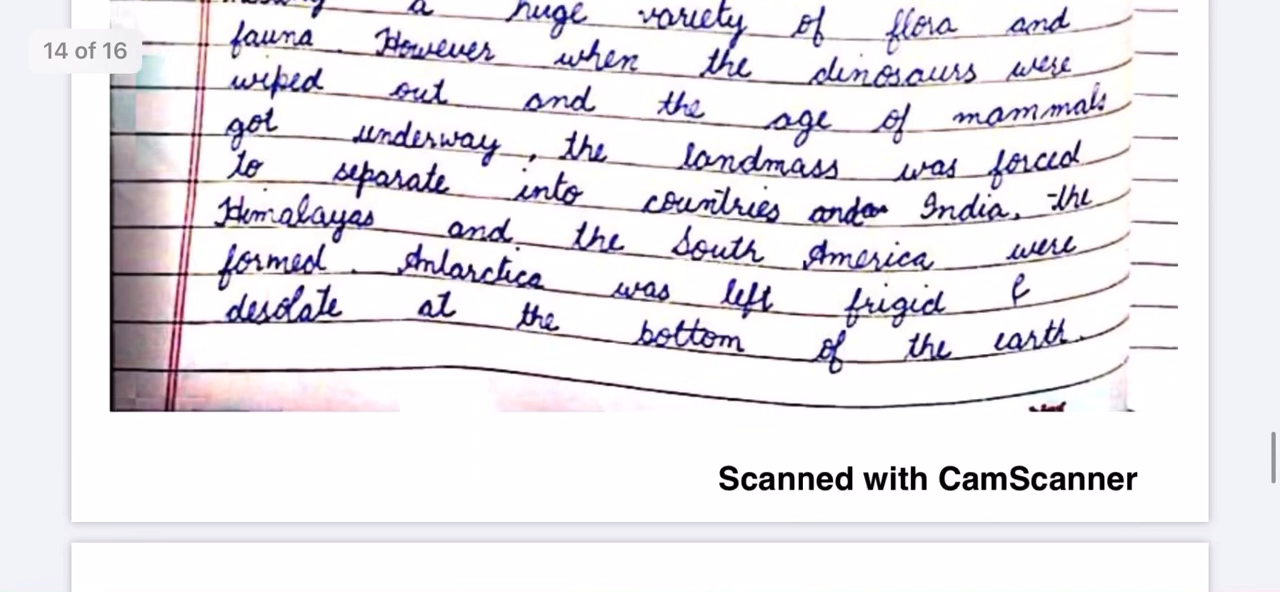 a huge variety of flora and
14 of 16
fauna. However when the dinosaurs were
wiped out and the age of mammals
got underway, the landmass was forced
to separate into countries and India, the
Himalayas and the South America were
formed. Antarctica was left frigid &
desolate at the bottom of the earth.
Scanned with CamScanner